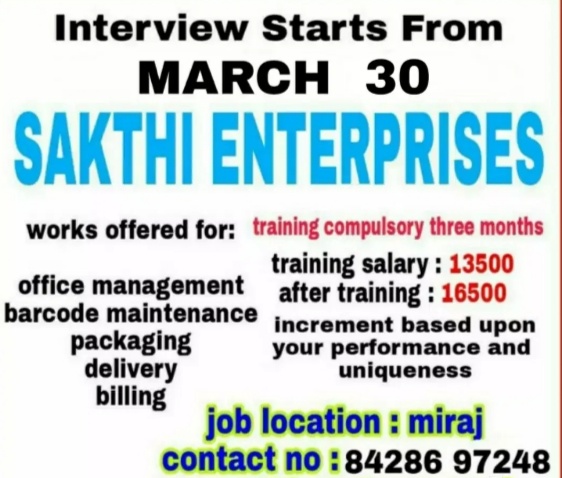 Interview Starts From
MARCH 30
SAKTHI ENTERPRISES
works offered for:
office management
barcode maintenance
packaging
delivery
billing
training compulsory three months
training salary : 13500
after training : 16500
increment based upon
your performance and
uniqueness
job location : miraj
contact no : 84286 97248